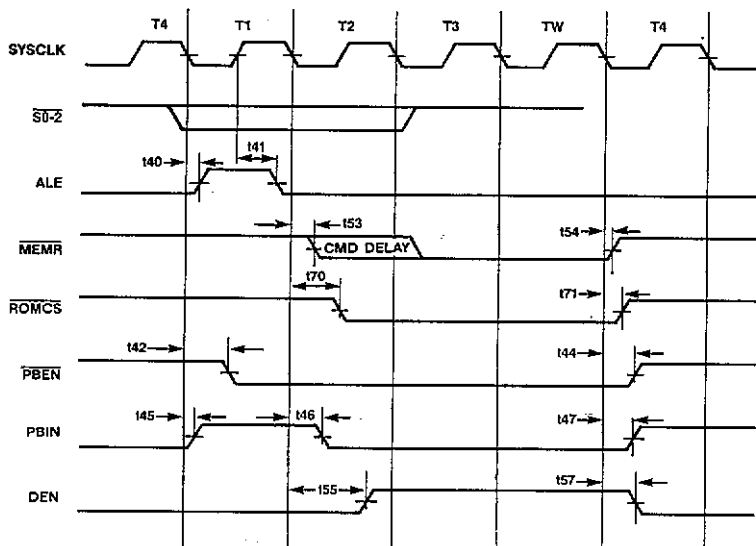 T4 T1 T2 T3 TW T4
SYSCLK
S0-2
t40 t41
ALE
t53 t54
MEMR CMD DELAY
t70 t71
ROMCS
t42 t44
PBEN
t45 t46 t47
PBIN
t55 t57
DEN